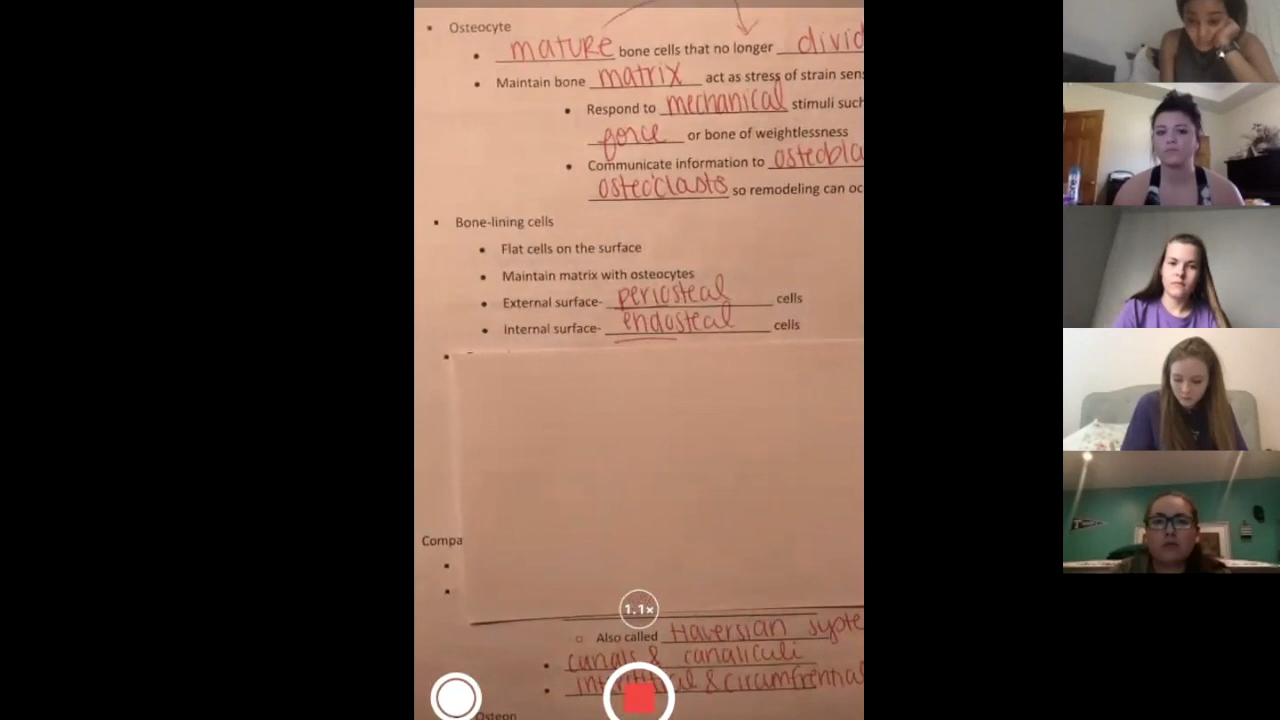 Osteocyte
mature bone cells that no longer divid
Maintain bone matrix act as stress of strain sen
Respond to mechanical stimuli such
force or bone of weightlessness
Communicate information to osteobla
osteoclasts so remodeling can oc
Bone-lining cells
Flat cells on the surface
Maintain matrix with osteocytes
External surface- periosteal cells
Internal surface- endosteal cells
Compa
1.1×
Also called Haversian syste
canals & canaliculi
& circumfrential
Osteon